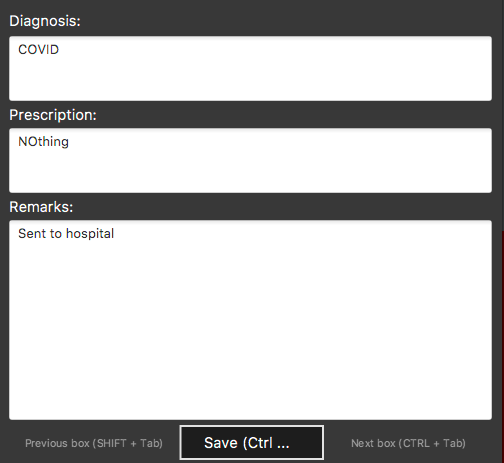 Diagnosis:
COVID
Prescription:
NOthing
Remarks:
Sent to hospital
Previous box (SHIFT + Tab)
Save (Ctrl ...
Next box (CTRL + Tab)